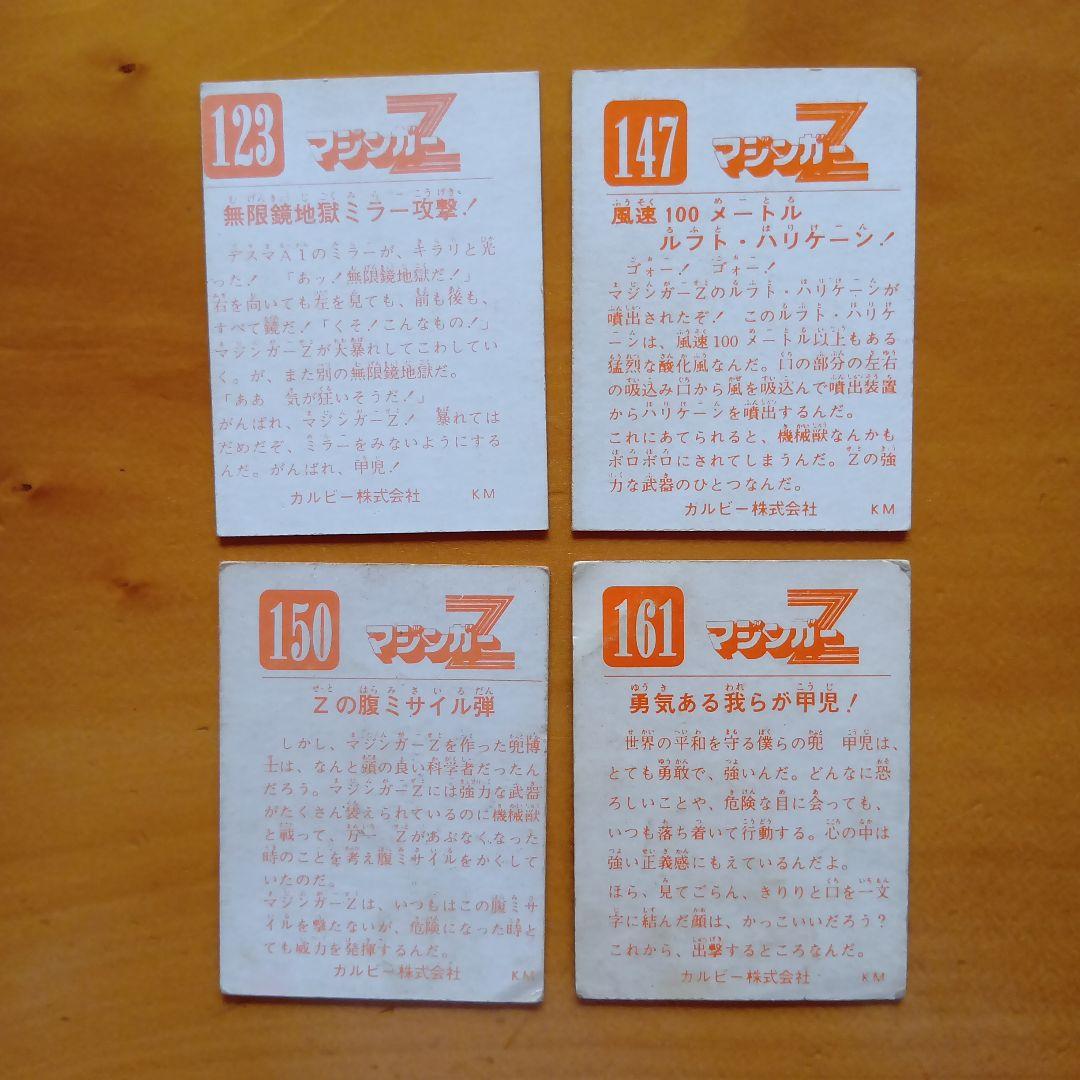 123
マジンガーZ
無限鏡地獄ミラー攻撃！
デスマA1のミラーが、キラリと光
った！　「あッ！無限鏡地獄だ！」
右を向いても左を見ても、前も後も、
すべて鏡だ！「くそ！こんなもの！」
マジンガーZが大暴れしてこわしてい
く。が、また別の無限鏡地獄だ。
「ああ　気が狂いそうだ！」
がんばれ、マジンガーZ！　暴れては
だめだぞ、ミラーをみないようにする
んだ。がんばれ、甲児！
カルビー株式会社　KM
147
マジンガーZ
風速100メートル
ルフト・ハリケーン！
ゴォー！　ゴォー！
マジンガーZのルフト・ハリケニンが
噴出されたぞ！　このルフト・ハリケ
ーンは、風速100メートル以上もある
猛烈な酸化風なんだ。口の部分の左右
の吸込み口から風を吸込んで噴出装置
からハリケーンを噴出するんだ。
これにあてられると、機械獣なんかも
ボロボロにされてしまうんだ。Zの強
力な武器のひとつなんだ。
カルビー株式会社　KM
150
マジンガーZ
Zの腹ミサイル弾
しかし、マジンガーZを作った兜博
士は、なんと頭の良い科学者だったん
だろう。マジンガーZには強力な武器
がたくさん装えられているのに機械獣
と戦って、万一　Zがあぶなくなった
時のことを考え腹ミサイルをかくして
いたのだ。
マジンガーZは、いつもはこの腹ミサ
イルを撃たないが、危険になった時と
ても威力を発揮するんだ。
カルビー株式会社　KM
161
マジンガーZ
勇気ある我らが甲児！
世界の平和を守る僕らの兜　甲児は、
とても勇敢で、強いんだ。どんなに恐
ろしいことや、危険な目に会っても、
いつも落ち着いて行動する。心の中は
強い正義感にもえているんだよ。
ほら、見てごらん、きりりと口を一文
字に結んだ顔は、かっこいいだろう？
これから、出撃するところなんだ。
カルビー株式会社　KM